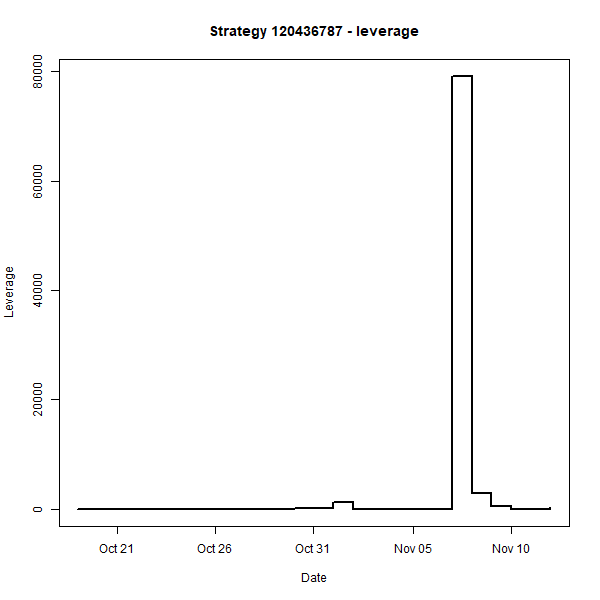 Strategy 120436787 - leverage
80000
60000
40000
20000
0
Leverage
Oct 21
Oct 26
Oct 31
Nov 05
Nov 10
Date